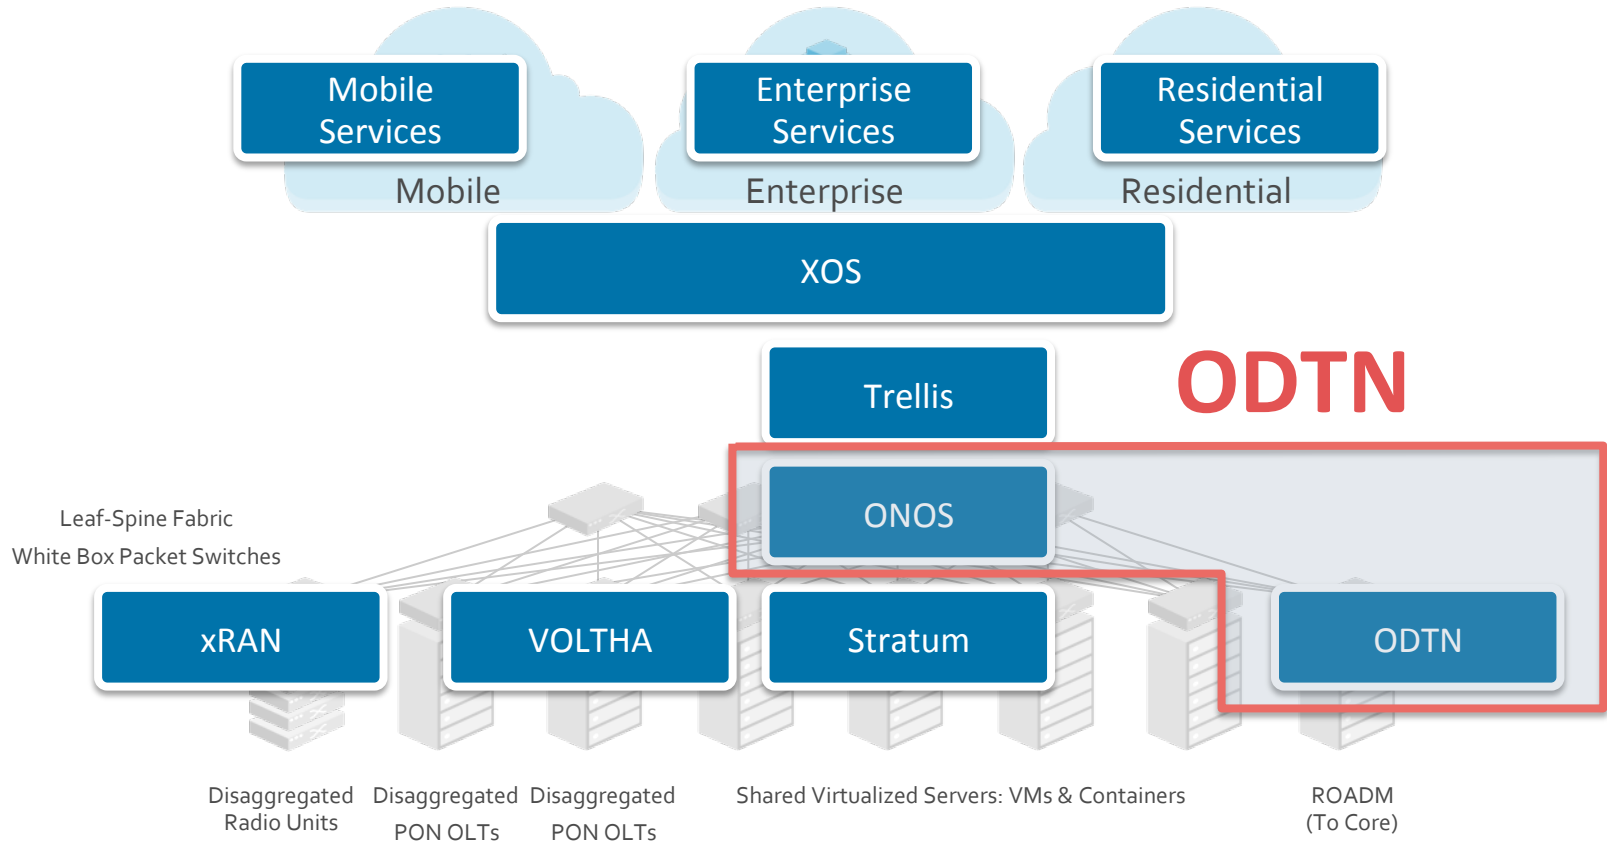 Mobile
Services
Enterprise
Services
Residential
Services
Mobile
Enterprise
Residential
XOS
ODTN
Trellis
ONOS
Leaf-Spine Fabric
White Box Packet Switches
xRAN
VOLTHA
Stratum
ODTN
Disaggregated
Radio Units
Disaggregated
PON OLTs
Disaggregated
PON OLTs
Shared Virtualized Servers: VMs & Containers
ROADM
(To Core)